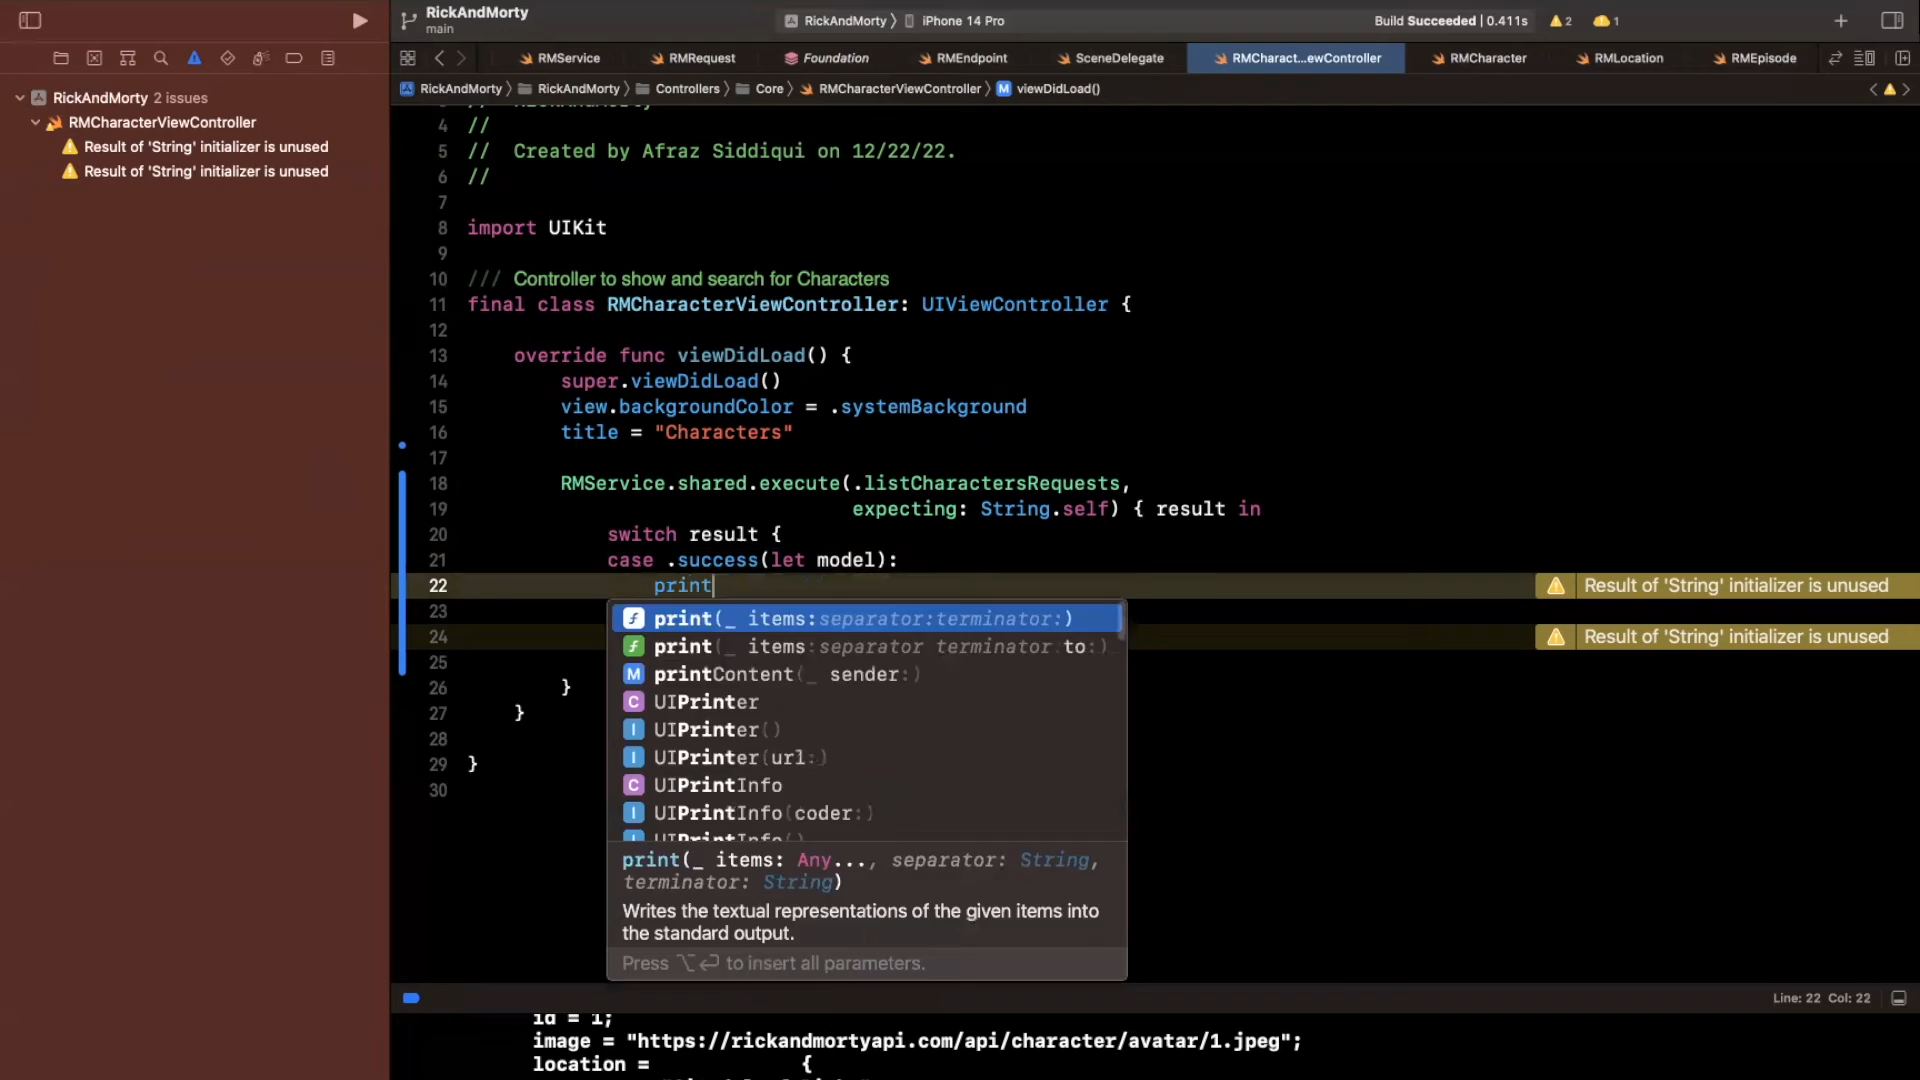 RickAndMorty
main
RickAndMorty
iPhone 14 Pro
Build Succeeded | 0.411s
2
1
RMService
RMRequest
Foundation
RMEndpoint
SceneDelegate
RMCharact...ewController
RMCharacter
RMLocation
RMEpisode
RickAndMorty
RickAndMorty
Controllers
Core
RMCharacterViewController
M viewDidLoad()
RickAndMorty 2 issues
RMCharacterViewController
Result of 'String' initializer is unused
Result of 'String' initializer is unused
4 //
5 // Created by Afraz Siddiqui on 12/22/22.
6 //
7
8 import UIKit
9
10 /// Controller to show and search for Characters
11 final class RMCharacterViewController: UIViewController {
12
13 override func viewDidLoad() {
14 super.viewDidLoad()
15 view.backgroundColor = .systemBackground
16 title = "Characters"
17
18 RMService.shared.execute(.listCharactersRequests,
19 expecting: String.self) { result in
20 switch result {
21 case .success(let model):
22 print
Result of 'String' initializer is unused
23
24
Result of 'String' initializer is unused
25
26 }
27 }
28
29 }
30
f print(_ items:separator:terminator:)
f print(_ items:separator terminator to:)
M printContent(_ sender:)
C UIPrinter
I UIPrinter()
I UIPrinter(url:)
C UIPrintInfo
I UIPrintInfo(coder:)
I UIPrintInfo()
print(_ items: Any..., separator: String,
terminator: String)
Writes the textual representations of the given items into
the standard output.
Press ⌥⏎ to insert all parameters.
Line: 22 Col: 22
id = 1;
image = "https://rickandmortyapi.com/api/character/avatar/1.jpeg";
location = {